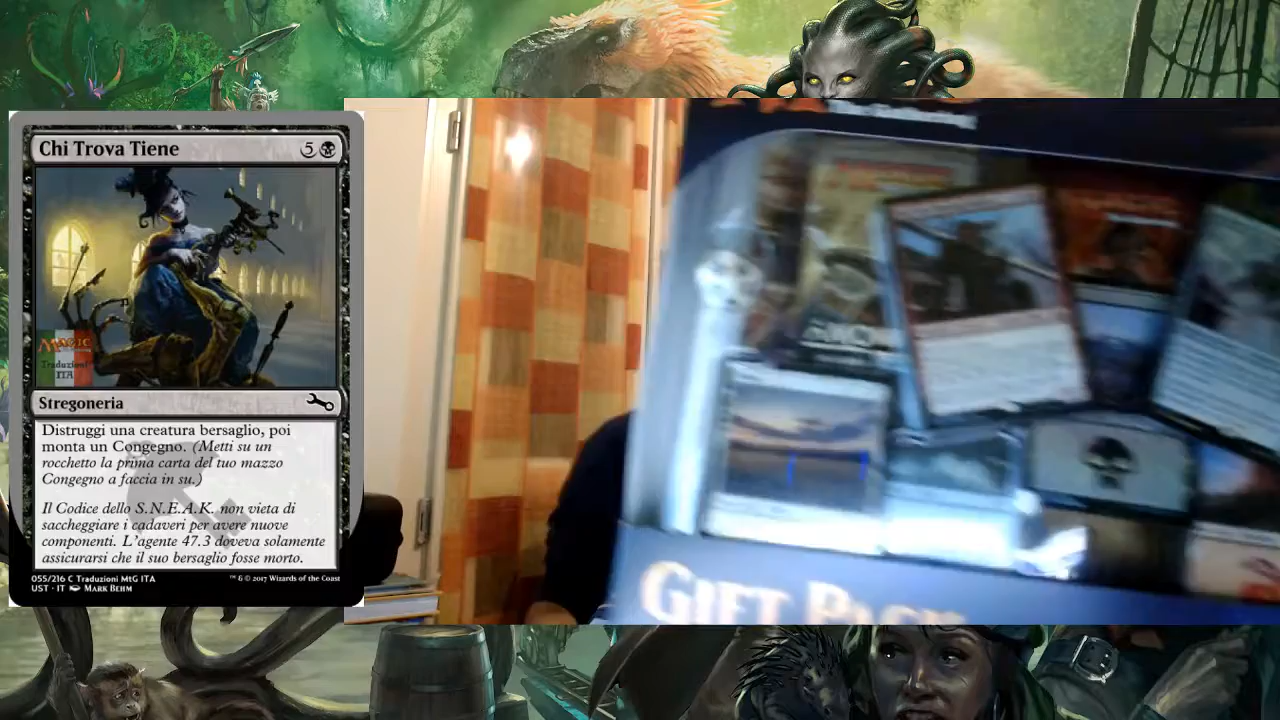 Chi Trova Tiene 5
MAGIC
Traduzioni
ITA
Stregoneria
Distruggi una creatura bersaglio, poi
monta un Congegno. (Metti su un
rocchetto la prima carta del tuo mazzo
Congegno a faccia in su.)
Il Codice dello S.N.E.A.K. non vieta di
saccheggiare i cadaveri per avere nuove
componenti. L'agente 47.3 doveva solamente
assicurarsi che il suo bersaglio fosse morto.
055/216 C Traduzioni MtG ITA
™ & © 2017 Wizards of the Coast
UST · IT Mark Behm
GIFT PACK